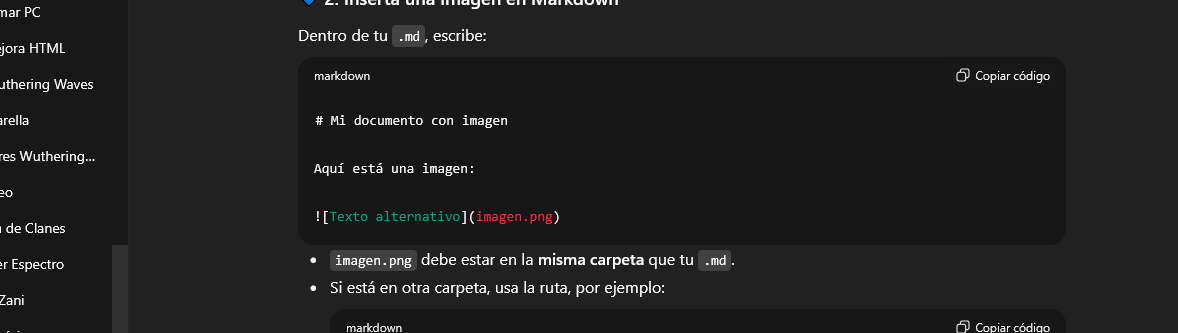 mar PC
ejora HTML
uthering Waves
arella
res Wuthering...
eo
de Clanes
er Espectro
Zani
2. Inserta una imagen en Markdown
Dentro de tu .md, escribe:
markdown
Copiar código
# Mi documento con imagen
Aquí está una imagen:
![Texto alternativo](imagen.png)
• imagen.png debe estar en la misma carpeta que tu .md.
• Si está en otra carpeta, usa la ruta, por ejemplo:
markdown
Copiar código